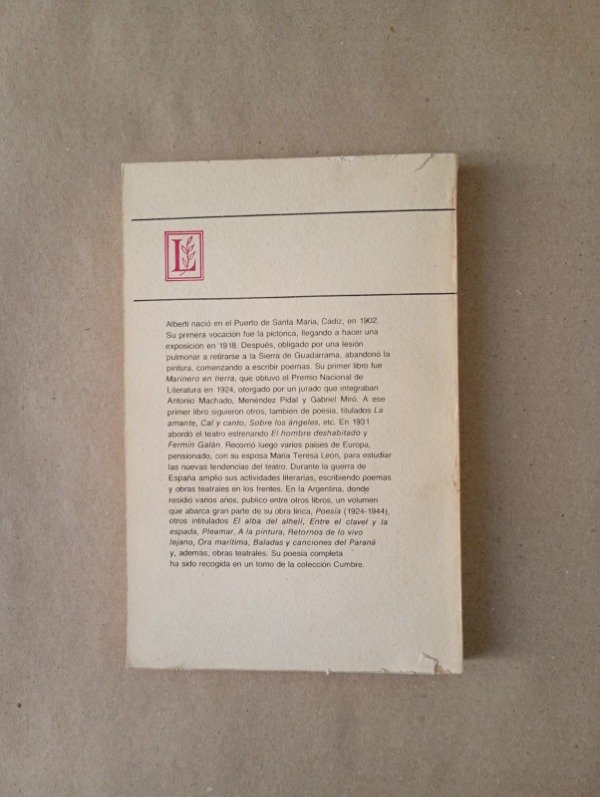 L
Alberti nació en el Puerto de Santa María, Cádiz, en 1902.
Su primera vocación fue la pictórica, llegando a hacer una
exposición en 1918. Después, obligado por una lesión
pulmonar a retirarse a la Sierra de Guadarrama, abandonó la
pintura, comenzando a escribir poemas. Su primer libro fue
Marinero en tierra, que obtuvo el Premio Nacional de
Literatura en 1924, otorgado por un jurado que integraban
Antonio Machado, Menéndez Pidal y Gabriel Miró. A ese
primer libro siguieron otros, también de poesía, titulados La
amante, Cal y canto, Sobre los ángeles, etc. En 1931
abordó el teatro estrenando El hombre deshabitado y
Fermín Galán. Recorrió luego varios países de Europa,
pensionado, con su esposa María Teresa León, para estudiar
las nuevas tendencias del teatro. Durante la guerra de
España amplió sus actividades literarias, escribiendo poemas
y obras teatrales en los frentes. En la Argentina, donde
residió varios años, publicó entre otros libros, un volumen
que abarca gran parte de su obra lírica, Poesía (1924-1944),
otros intitulados El alba del alhelí, Entre el clavel y la
espada, Pleamar, A la pintura, Retornos de lo vivo
lejano, Ora marítima, Baladas y canciones del Paraná
y, además, obras teatrales. Su poesía completa
ha sido recogida en un tomo de la colección Cumbre.